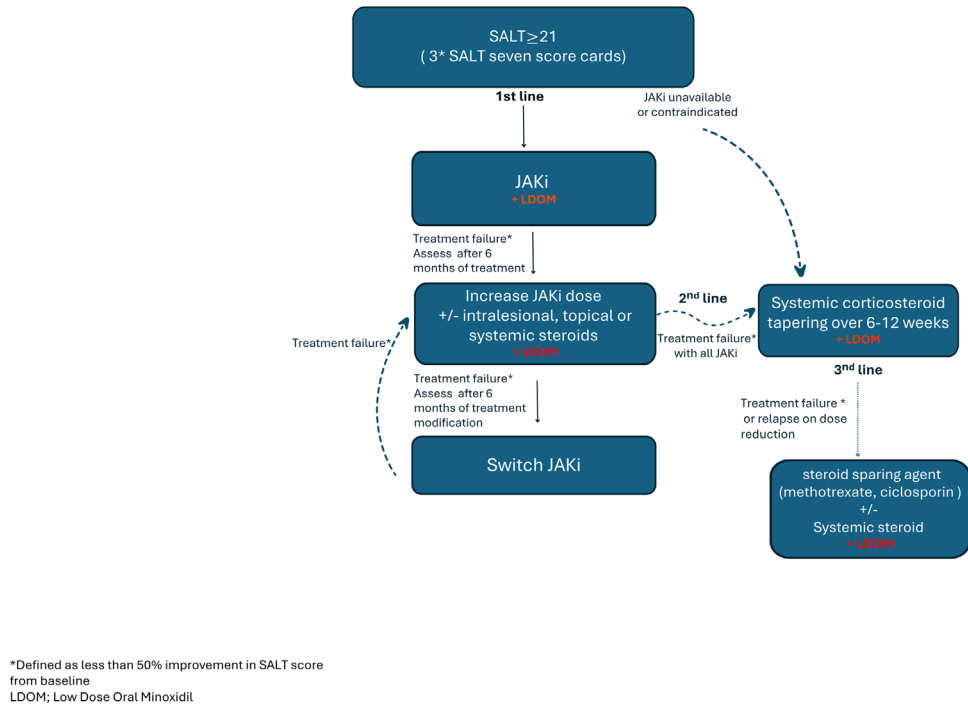 SALT≥21
( 3* SALT seven score cards)
1st line
JAKi unavailable
or contraindicated
JAKi
+ LDOM
Treatment failure*
Assess after 6
months of treatment
Increase JAKi dose
+/- intralesional, topical or
systemic steroids
+ LDOM
2nd line
Treatment failure*
with all JAKi
Systemic corticosteroid
tapering over 6-12 weeks
+ LDOM
Treatment failure*
Treatment failure*
Assess after 6
months of treatment
modification
Switch JAKi
3nd line
Treatment failure *
or relapse on dose
reduction
steroid sparing agent
(methotrexate, ciclosporin )
+/-
Systemic steroid
+ LDOM
*Defined as less than 50% improvement in SALT score
from baseline
LDOM; Low Dose Oral Minoxidil